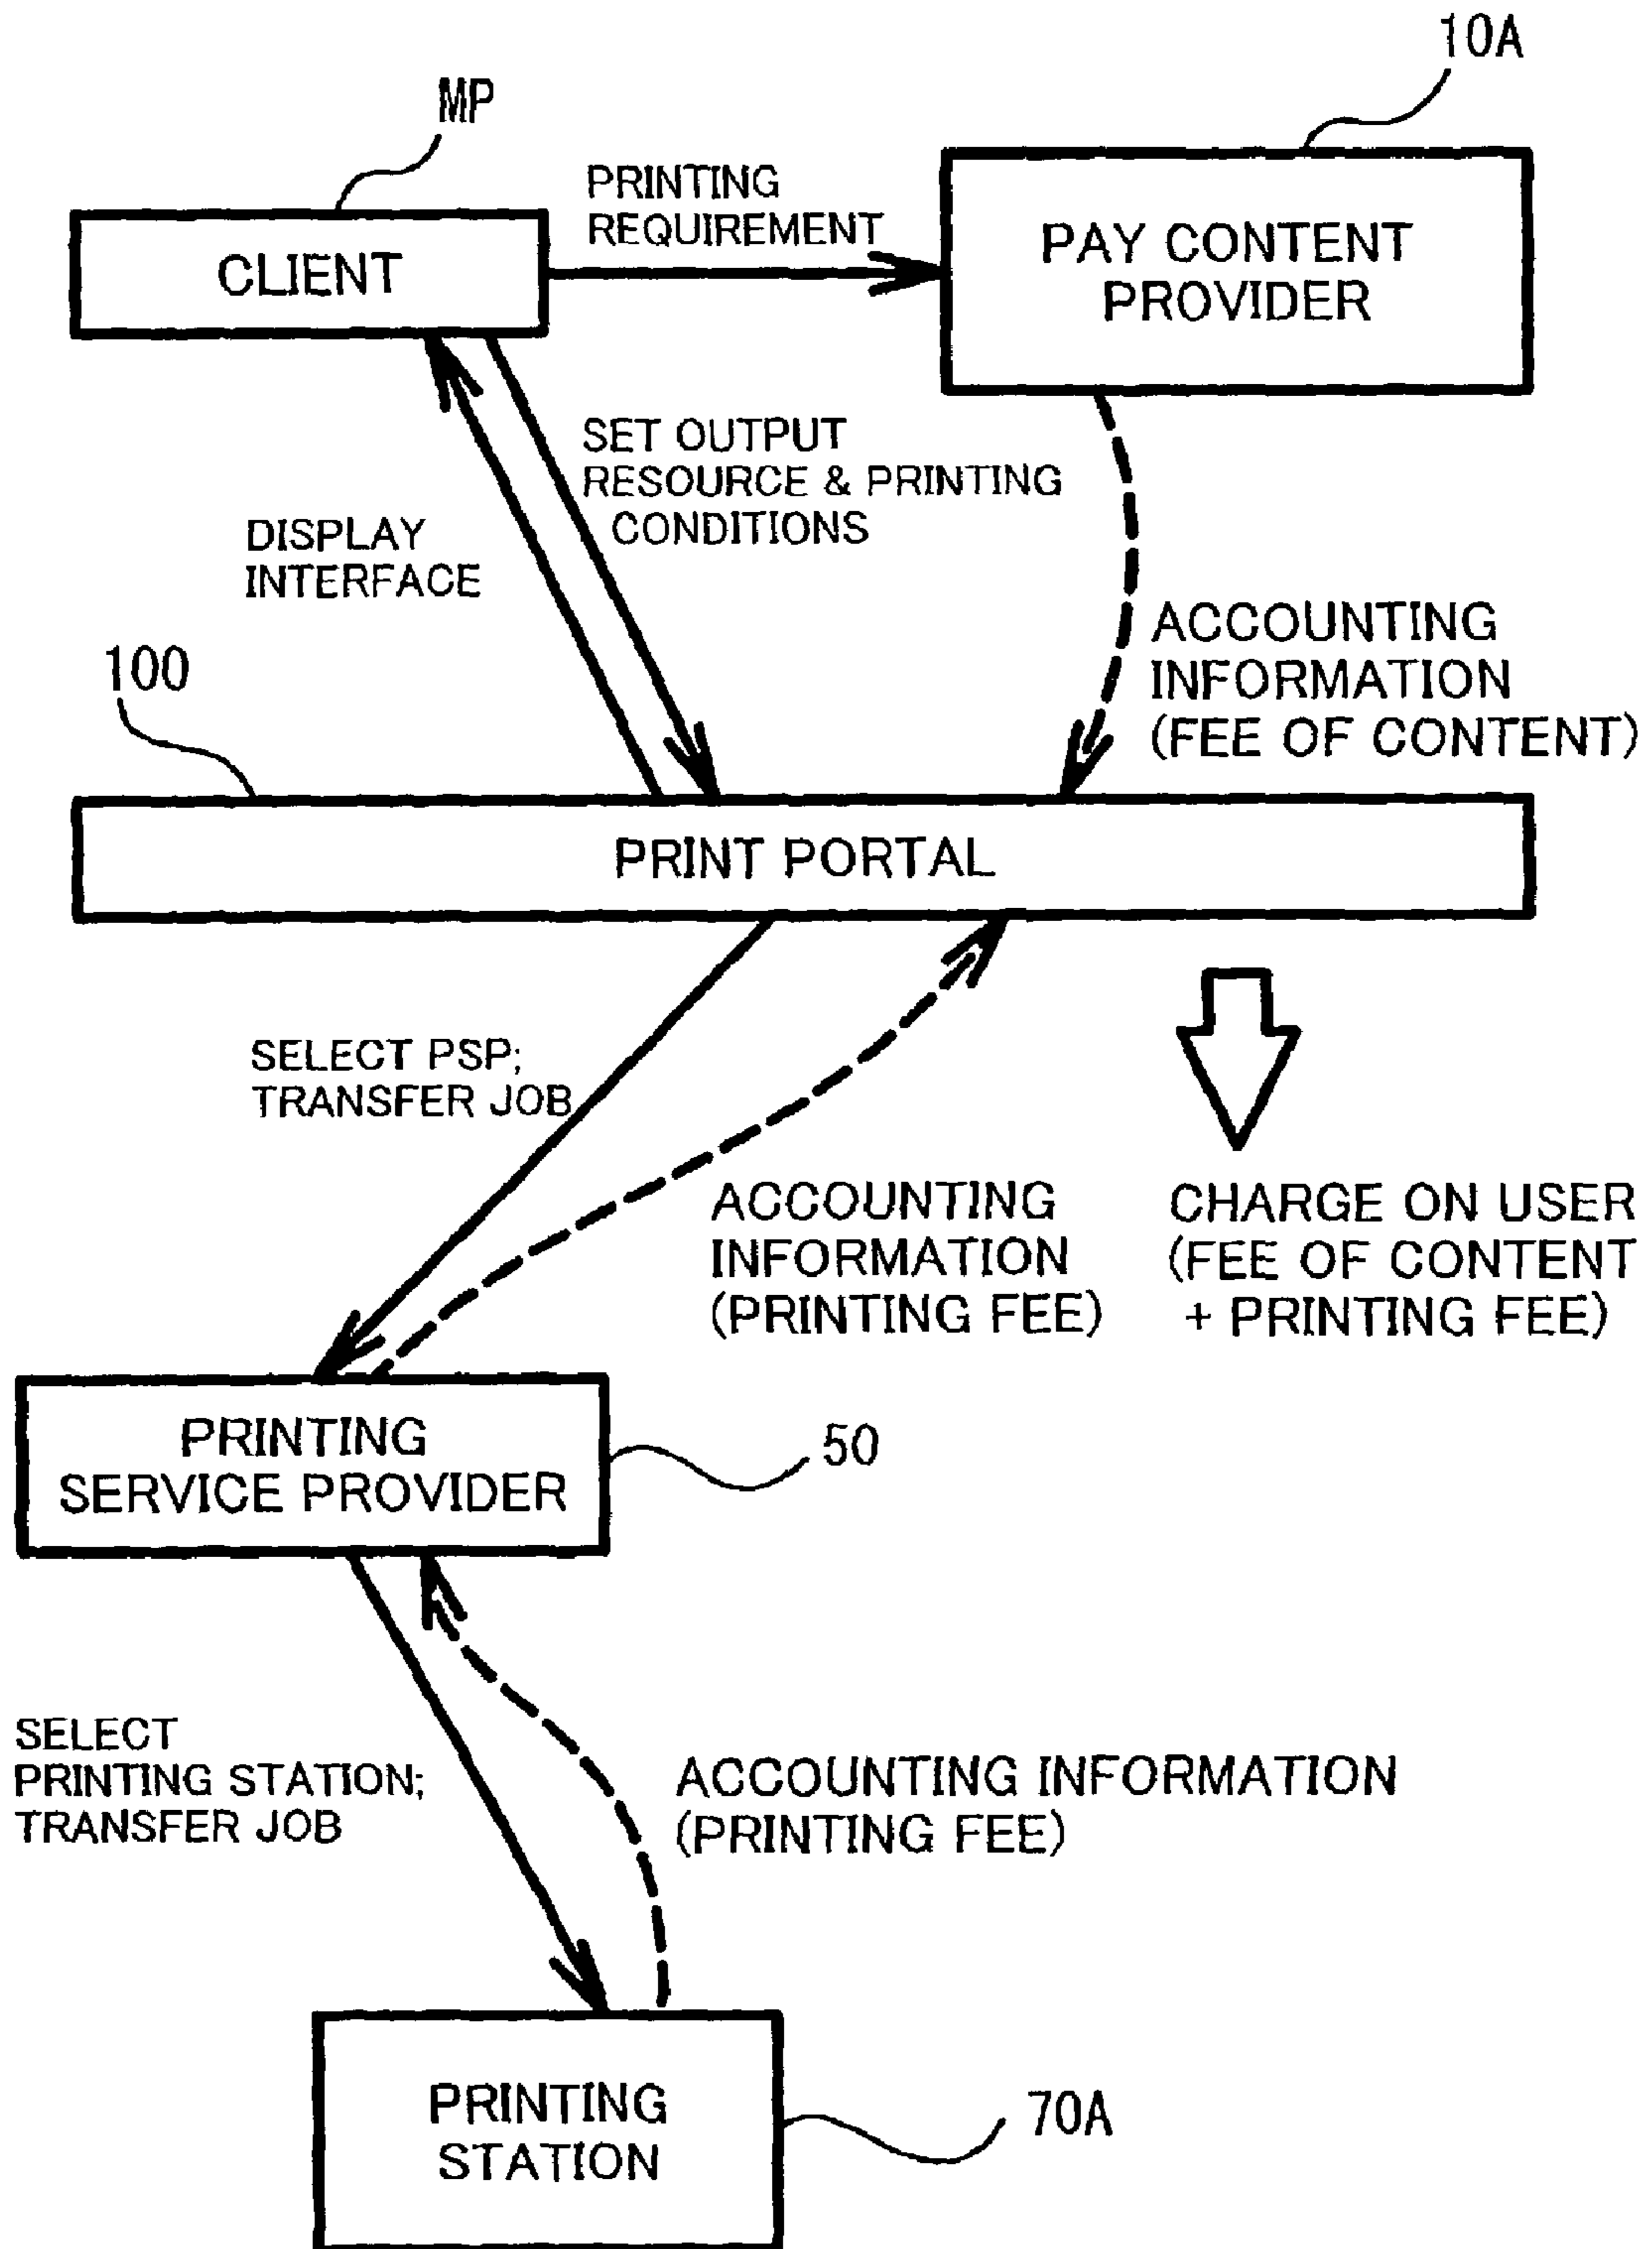 10A
MP
PRINTING
REQUIREMENT
CLIENT
PAY CONTENT
PROVIDER
SET OUTPUT
RESOURCE & PRINTING
CONDITIONS
DISPLAY
INTERFACE
ACCOUNTING
INFORMATION
(FEE OF CONTENT)
100
PRINT PORTAL
SELECT PSP;
TRANSFER JOB
ACCOUNTING
INFORMATION
(PRINTING FEE)
CHARGE ON USER
(FEE OF CONTENT
+ PRINTING FEE)
PRINTING
SERVICE PROVIDER
50
SELECT
PRINTING STATION;
TRANSFER JOB
ACCOUNTING INFORMATION
(PRINTING FEE)
PRINTING
STATION
70A